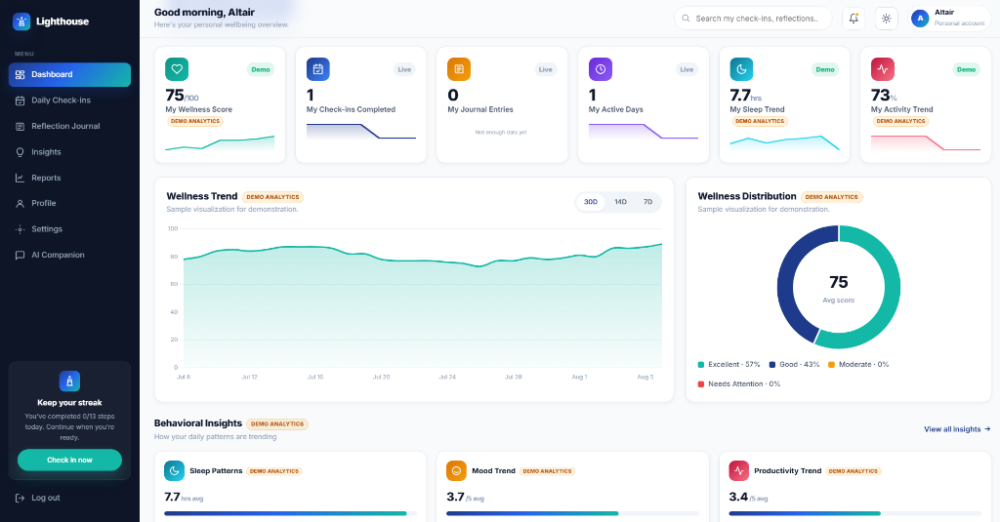 Lighthouse
MENU
Dashboard
Daily Check-ins
Reflection Journal
Insights
Reports
Profile
Settings
AI Companion
Keep your streak
You've completed 0/13 steps
today. Continue when you're
ready.
Check in now
Log out
Good morning, Altair
Here's your personal wellbeing overview.
Search my check-ins, reflections..
A
Altair
Personal account
Demo
75/100
My Wellness Score
DEMO ANALYTICS
Live
1
My Check-ins Completed
Live
0
My Journal Entries
Not enough data yet
Live
1
My Active Days
Demo
7.7hrs
My Sleep Trend
DEMO ANALYTICS
Demo
73%
My Activity Trend
DEMO ANALYTICS
Wellness Trend DEMO ANALYTICS
Sample visualization for demonstration.
30D 14D 7D
100
80
60
40
20
0
Jul 8 Jul 12 Jul 16 Jul 20 Jul 24 Jul 28 Aug 1 Aug 5
Wellness Distribution DEMO ANALYTICS
Sample visualization for demonstration.
75
Avg score
Excellent · 57% Good · 43% Moderate · 0%
Needs Attention · 0%
Behavioral Insights DEMO ANALYTICS
How your daily patterns are trending
View all insights →
Sleep Patterns DEMO ANALYTICS
7.7 hrs avg
Mood Trend DEMO ANALYTICS
3.7 /5 avg
Productivity Trend DEMO ANALYTICS
3.4 /5 avg